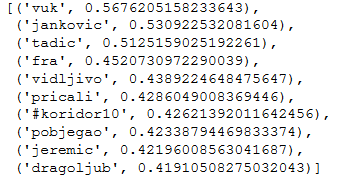 [('vuk', 0.5676205158233643),
('jankovic', 0.530922532081604),
('tadic', 0.5125159025192261),
('fra', 0.4520730972290039),
('vidljivo', 0.4389224648475647),
('pricali', 0.4286049008369446),
('#koridor10', 0.42621392011642456),
('pobjegao', 0.42338794469833374),
('jeremic', 0.42196008563041687),
('dragoljub', 0.41910508275032043)]